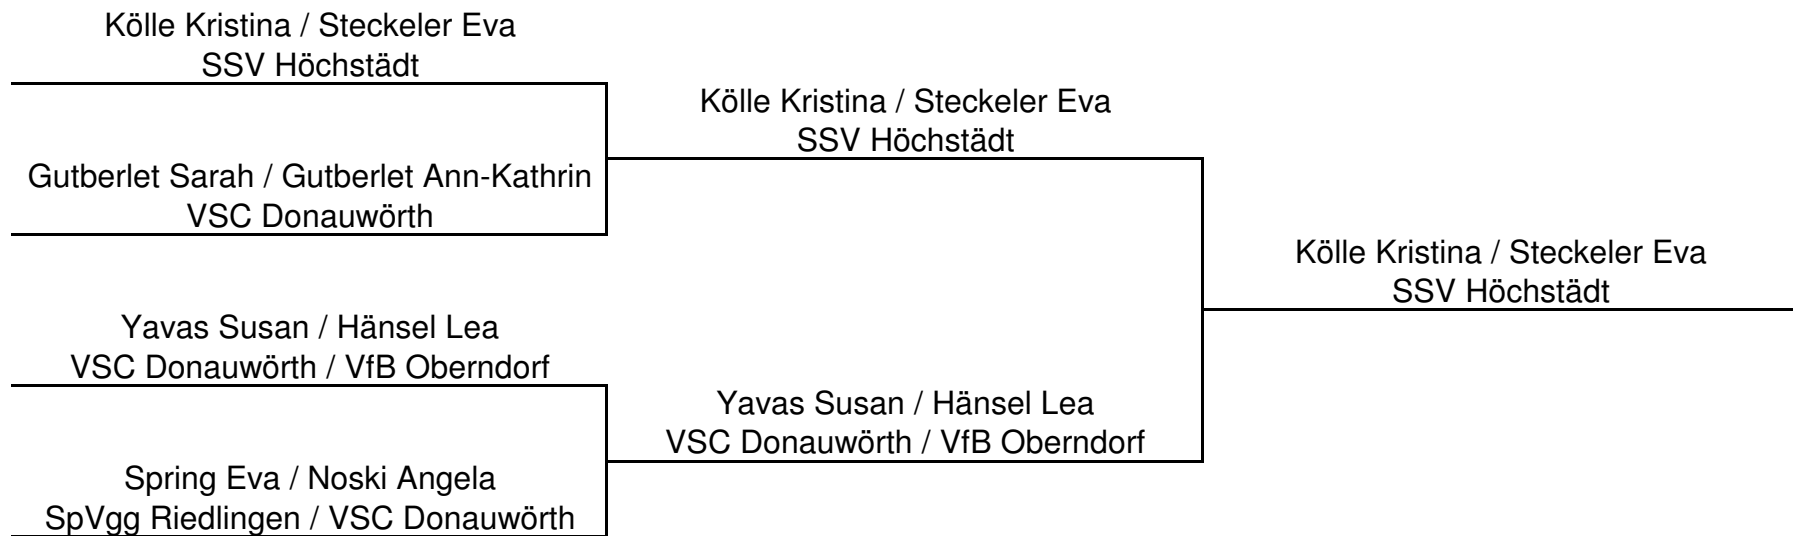 Kölle Kristina / Steckeler Eva
SSV Höchstädt
Kölle Kristina / Steckeler Eva
SSV Höchstädt
Gutberlet Sarah / Gutberlet Ann-Kathrin
VSC Donauwörth
Kölle Kristina / Steckeler Eva
SSV Höchstädt
Yavas Susan / Hänsel Lea
VSC Donauwörth / VfB Oberndorf
Yavas Susan / Hänsel Lea
VSC Donauwörth / VfB Oberndorf
Spring Eva / Noski Angela
SpVgg Riedlingen / VSC Donauwörth